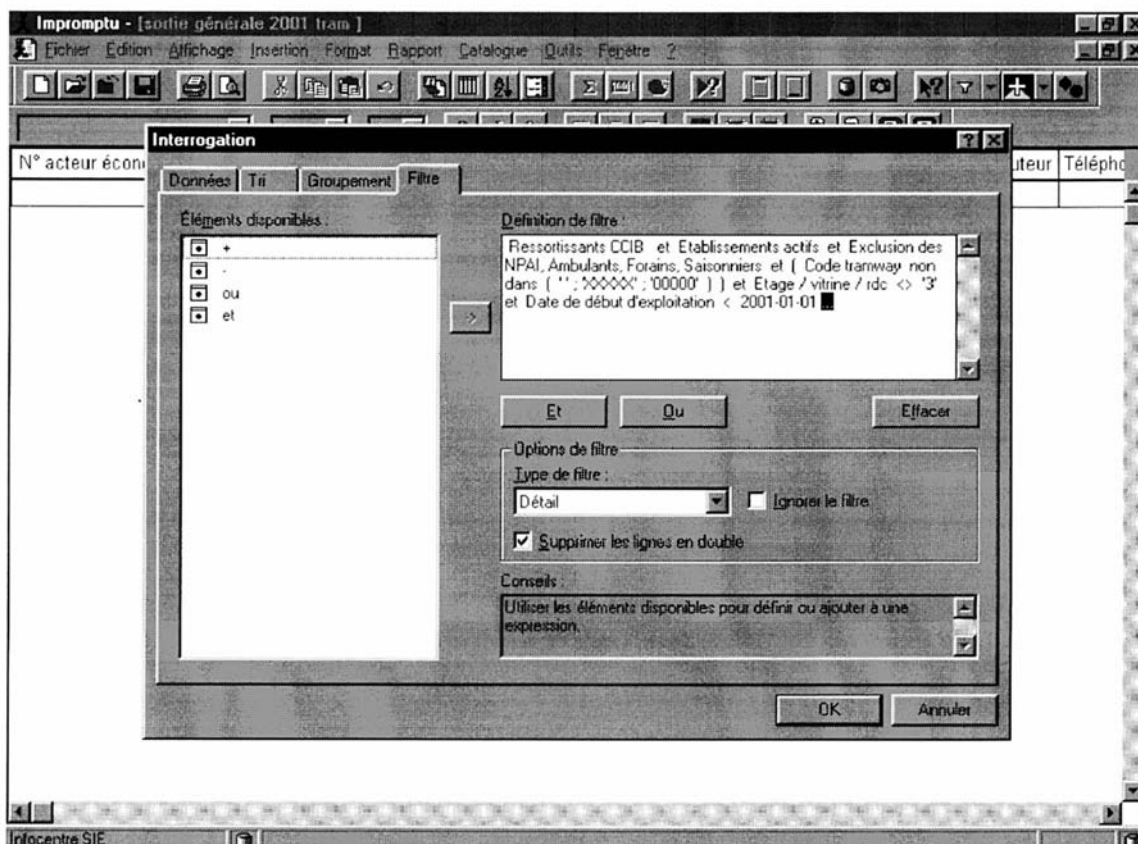 Impromptu - [sortie générale 2001 tram ]
Fichier Édition Affichage Insertion Format Rapport Catalogue Outils Fenêtre ?
Interrogation
N° acteur écon
uteur Télépho
Données Tri Groupement Filtre
Éléments disponibles :
+
-
ou
et
->
Définition de filtre :
Ressortissants CCIB et Etablissements actifs et Exclusion des
NPAI, Ambulants, Forains, Saisonniers et ( Code tramway non
dans ( ' ' ; 'XXXXX' ; '00000' ) ) et Etage / vitrine / rdc <> '3'
et Date de début d'exploitation < 2001-01-01
Et Ou Effacer
Options de filtre
Type de filtre :
Détail
Ignorer le filtre
Supprimer les lignes en double
Conseils :
Utiliser les éléments disponibles pour définir ou ajouter à une
expression.
OK Annuler
Infocentre SIE